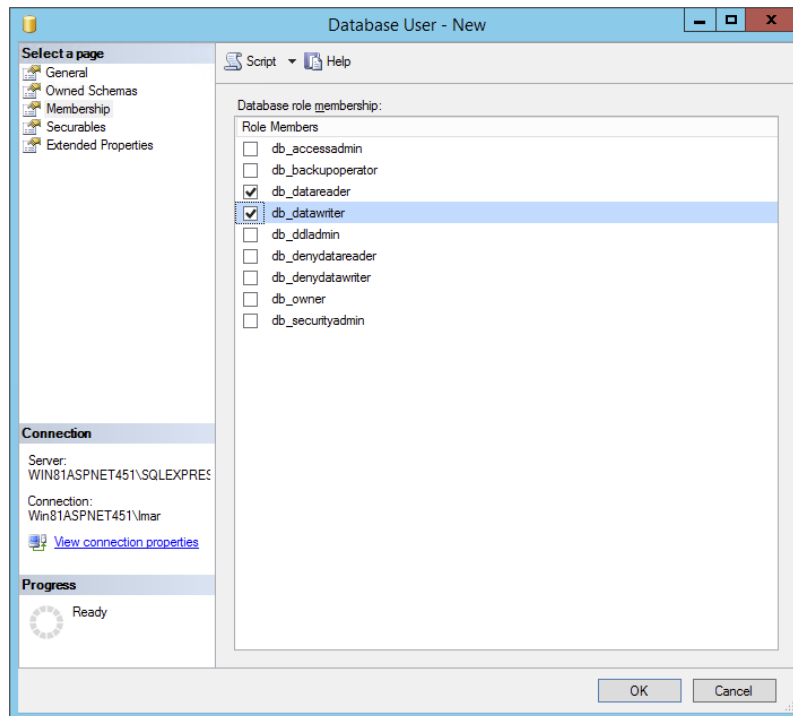 Database User - New
Select a page
General
Owned Schemas
Membership
Securables
Extended Properties
Script
Help
Database role membership:
Role Members
db_accessadmin
db_backupoperator
db_datareader
db_datawriter
db_ddladmin
db_denydatareader
db_denydatawriter
db_owner
db_securityadmin
Connection
Server:
WIN81ASPNET451\SQLEXPRES
Connection:
Win81ASPNET451\Imar
View connection properties
Progress
Ready
OK
Cancel